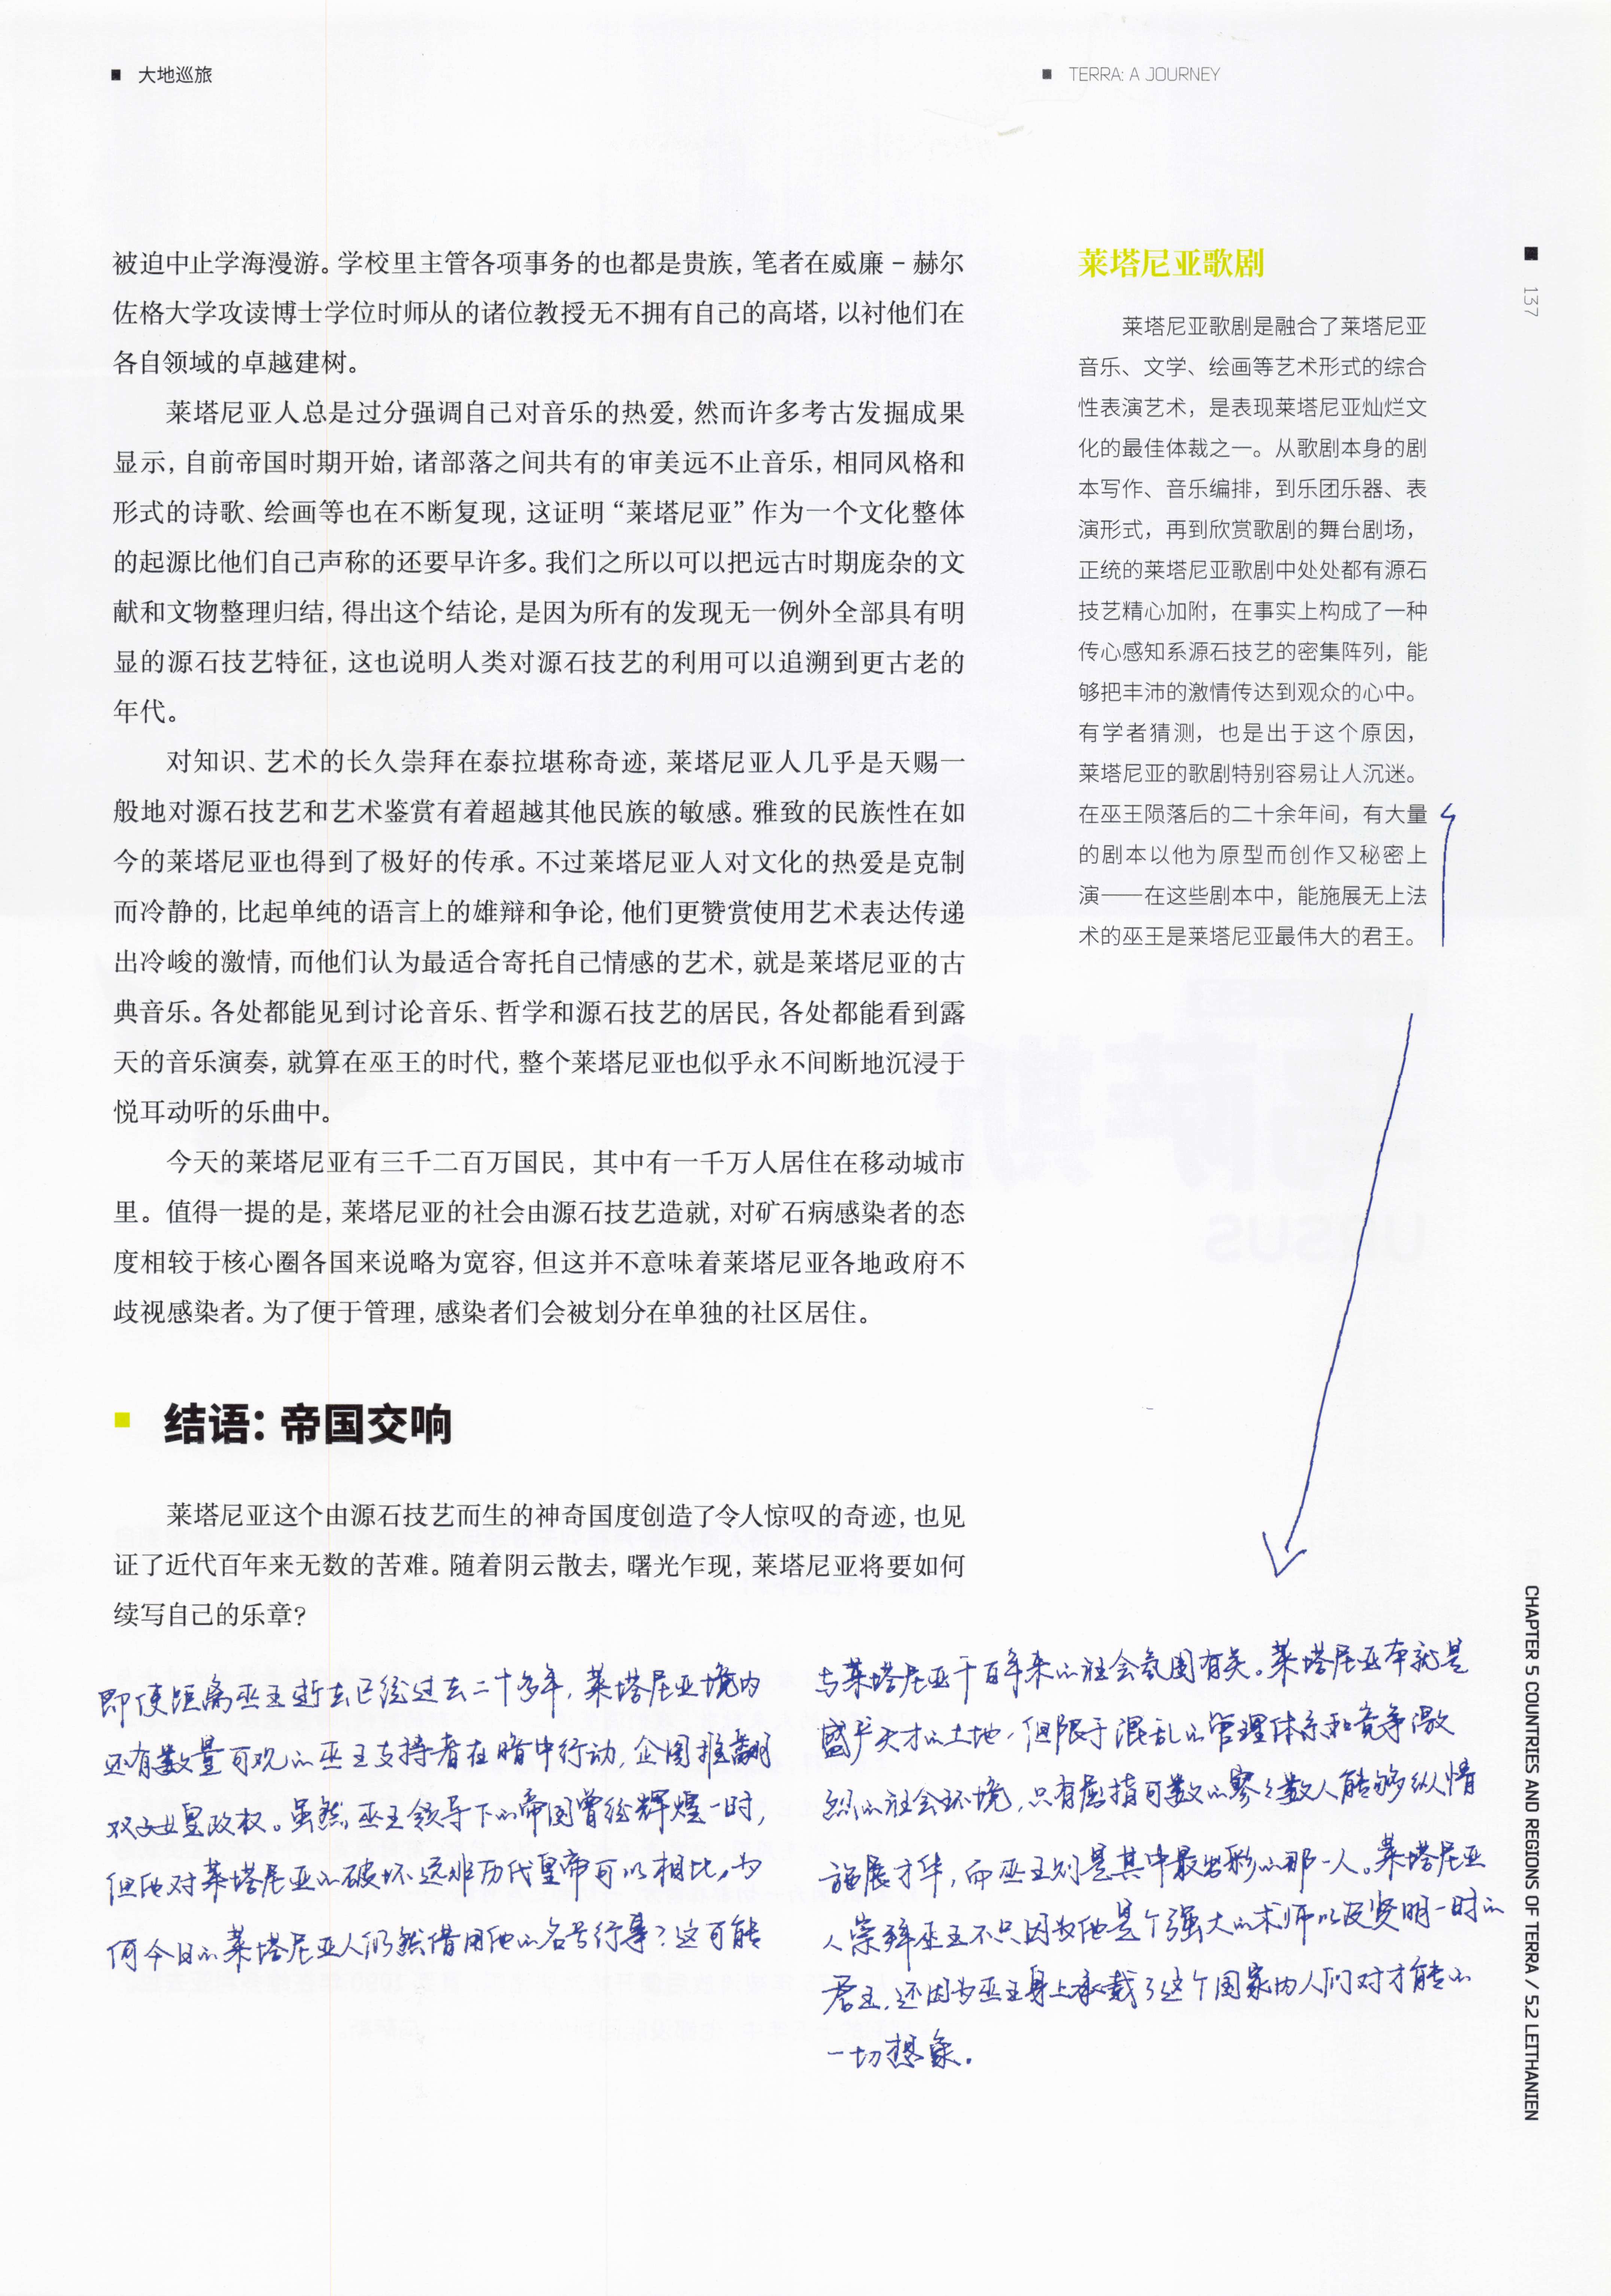 大地巡旅
TERRA: A JOURNEY
被迫中止学海漫游。学校里主管各项事务的也都是贵族，笔者在威廉－赫尔
佐格大学攻读博士学位时师从的诸位教授无不拥有自己的高塔，以衬他们在
各自领域的卓越建树。
莱塔尼亚人总是过分强调自己对音乐的热爱，然而许多考古发掘成果
显示，自前帝国时期开始，诸部落之间共有的审美远不止音乐，相同风格和
形式的诗歌、绘画等也在不断复现，这证明“莱塔尼亚”作为一个文化整体
的起源比他们自己声称的还要早许多。我们之所以可以把远古时期庞杂的文
献和文物整理归结，得出这个结论，是因为所有的发现无一例外全部具有明
显的源石技艺特征，这也说明人类对源石技艺的利用可以追溯到更古老的
年代。
对知识、艺术的长久崇拜在泰拉堪称奇迹，莱塔尼亚人几乎是天赐一
般地对源石技艺和艺术鉴赏有着超越其他民族的敏感。雅致的民族性在如
今的莱塔尼亚也得到了极好的传承。不过莱塔尼亚人对文化的热爱是克制
而冷静的，比起单纯的语言上的雄辩和争论，他们更赞赏使用艺术表达传递
出冷峻的激情，而他们认为最适合寄托自己情感的艺术，就是莱塔尼亚的古
典音乐。各处都能见到讨论音乐、哲学和源石技艺的居民，各处都能看到露
天的音乐演奏，就算在巫王的时代，整个莱塔尼亚也似乎永不间断地沉浸于
悦耳动听的乐曲中。
今天的莱塔尼亚有三千二百万国民，其中有一千万人居住在移动城市
里。值得一提的是，莱塔尼亚的社会由源石技艺造就，对矿石病感染者的态
度相较于核心圈各国来说略为宽容，但这并不意味着莱塔尼亚各地政府不
歧视感染者。为了便于管理，感染者们会被划分在单独的社区居住。
结语：帝国交响
莱塔尼亚这个由源石技艺而生的神奇国度创造了令人惊叹的奇迹，也见
证了近代百年来无数的苦难。随着阴云散去，曙光乍现，莱塔尼亚将要如何
续写自己的乐章？
莱塔尼亚歌剧
莱塔尼亚歌剧是融合了莱塔尼亚
音乐、文学、绘画等艺术形式的综合
性表演艺术，是表现莱塔尼亚灿烂文
化的最佳体裁之一。从歌剧本身的剧
本写作、音乐编排，到乐团乐器、表
演形式，再到欣赏歌剧的舞台剧场，
正统的莱塔尼亚歌剧中处处都有源石
技艺精心加附，在事实上构成了一种
传心感知系源石技艺的密集阵列，能
够把丰沛的激情传达到观众的心中。
有学者猜测，也是出于这个原因，
莱塔尼亚的歌剧特别容易让人沉迷。
在巫王陨落后的二十余年间，有大量
的剧本以他为原型而创作又秘密上
演——在这些剧本中，能施展无上法
术的巫王是莱塔尼亚最伟大的君王。
即使距离巫王逝去已经过去二十多年，莱塔尼亚境内
还有数量可观的巫王支持者在暗中行动，企图推翻
双子女皇政权。虽然巫王领导下的帝国曾经辉煌一时，
但他对莱塔尼亚的破坏远非历代皇帝可以相比，为
何今日的莱塔尼亚人仍然借用他的名号行事？这可能
与莱塔尼亚千百年来的社会氛围有关。莱塔尼亚本就是
盛产天才的土地，但限于混乱的管理体系和竞争激
烈的社会环境，只有屈指可数的寥寥数人能够纵情
施展才华，而巫王则是其中最出彩的那一人。莱塔尼亚
人崇拜巫王不只因为他是个强大的术师以及贤明一时的
君王，还因为巫王身上承载了这个国家内人们对才能的
一切想象。
137
CHAPTER 5 COUNTRIES AND REGIONS OF TERRA / 5.2 LEITHANIEN